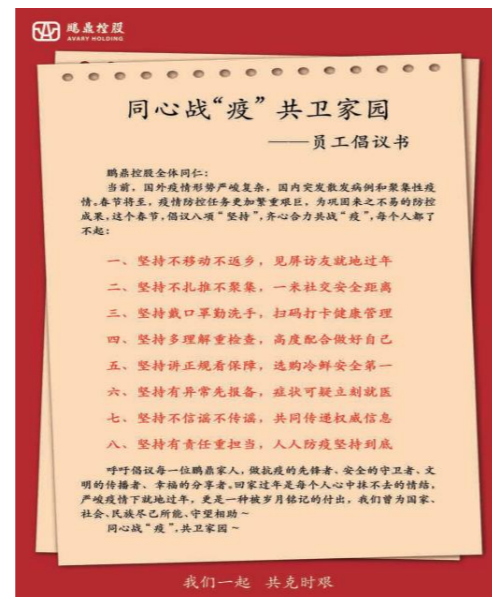 鹏鼎控股
AVARY HOLDING
同心战“疫”共卫家园
——员工倡议书
鹏鼎控股全体同仁：
当前，国外疫情形势严峻复杂，国内突发散发病例和聚集性疫
情。春节将至，疫情防控任务更加繁重艰巨。为巩固来之不易的防控
成果，这个春节，倡议八项“坚持”，齐心合力共战“疫”，每个人都了
不起：
一、坚持不移动不返乡，见屏访友就地过年
二、坚持不扎推不聚集，一米社交安全距离
三、坚持戴口罩勤洗手，扫码打卡健康管理
四、坚持多理解重检查，高度配合做好自己
五、坚持讲正规看保障，选购冷鲜安全第一
六、坚持有异常先报备，症状可疑立刻就医
七、坚持不信谣不传谣，共同传递权威信息
八、坚持有责任重担当，人人防疫坚持到底
呼吁倡议每一位鹏鼎家人，做抗疫的先锋者、安全的守卫者、文
明的传播者、幸福的分享者。回家过年是每个人心中抹不去的情结。
严峻疫情下就地过年，更是一种被岁月铭记的付出，我们曾为国家、
社会、民族尽己所能、守望相助~
同心战“疫”，共卫家园~
我们一起 共克时艰